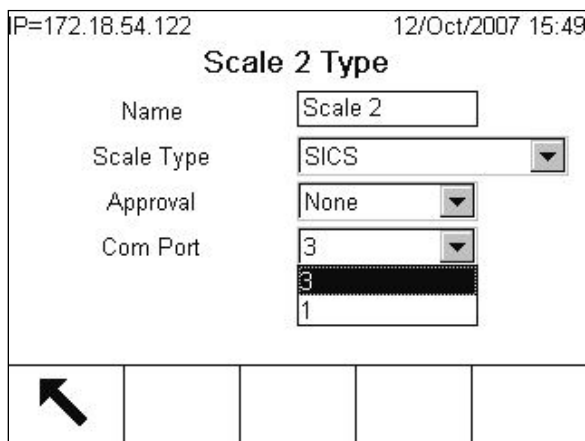 IP=172.18.54.122 12/Oct/2007 15:49
Scale 2 Type
Name Scale 2
Scale Type SICS
Approval None
Com Port 3
3
1